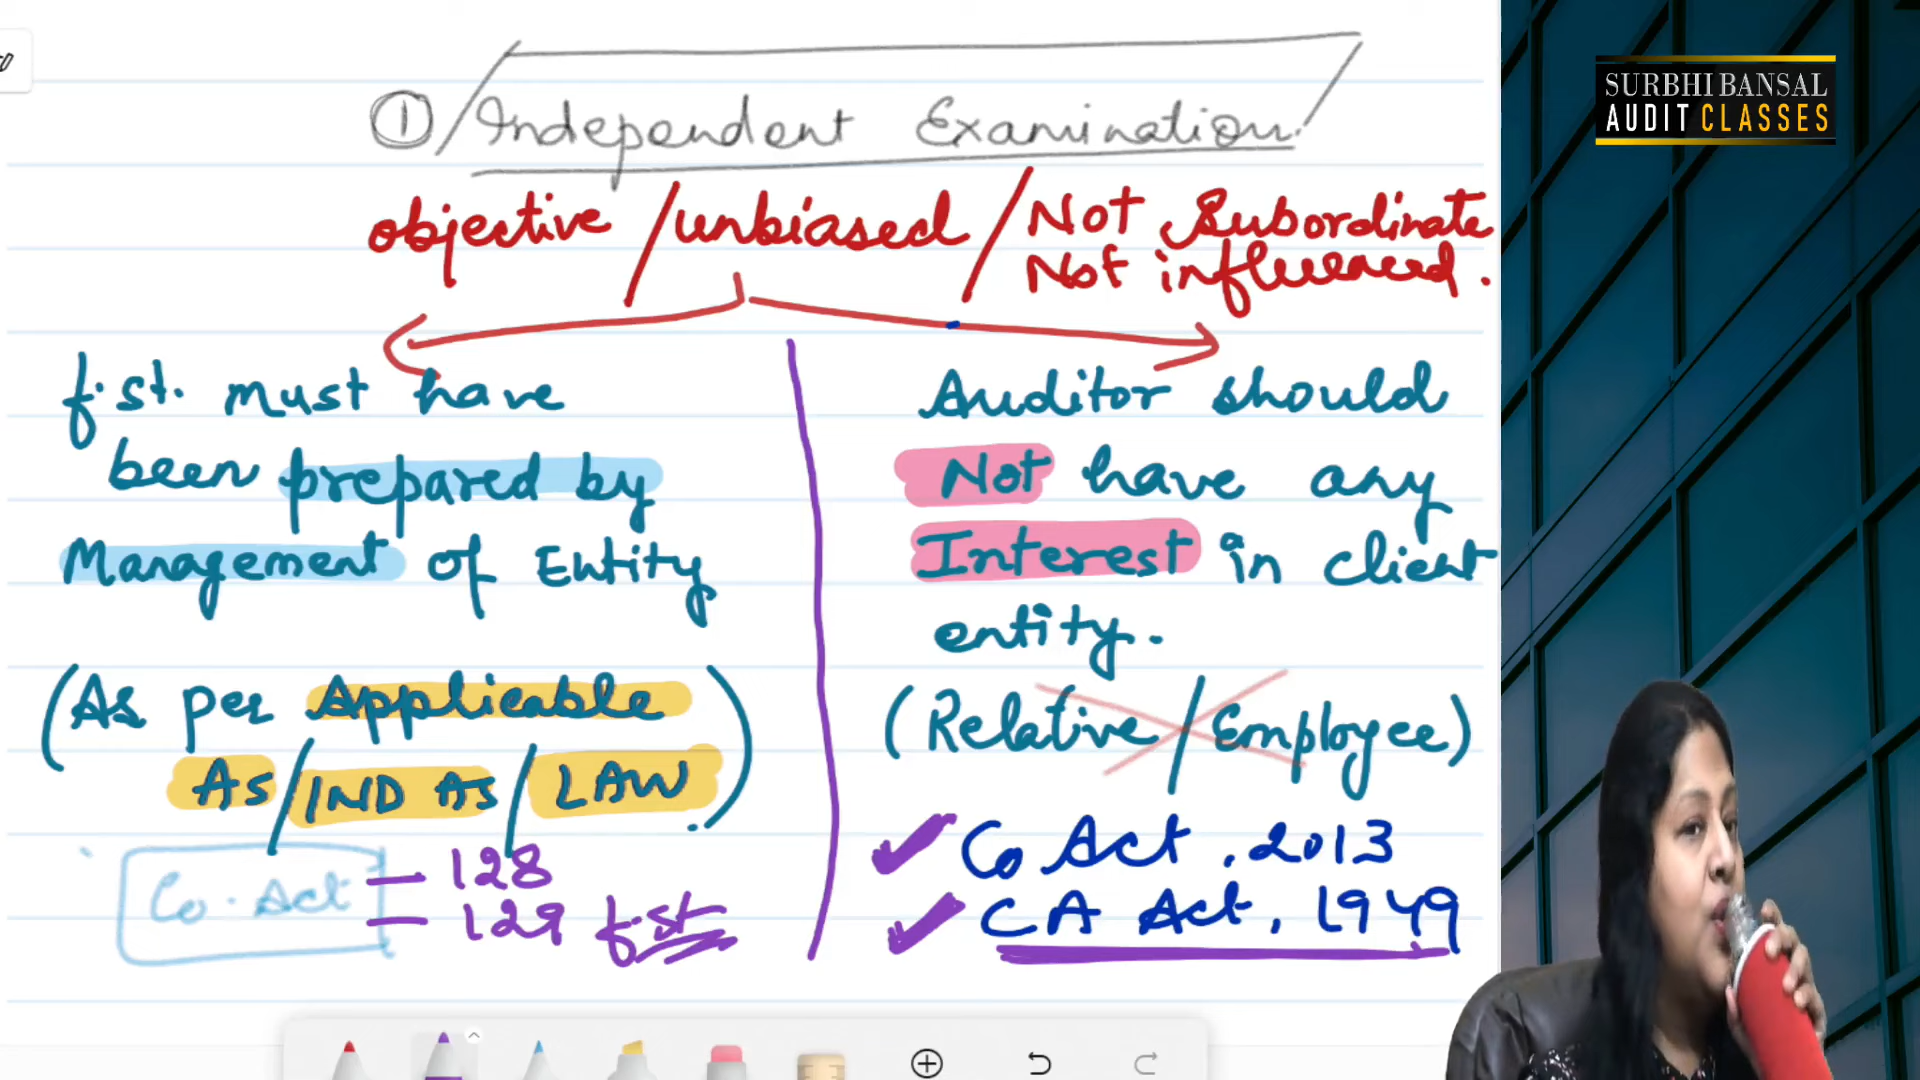 ① Independent Examination
objective / unbiased / Not Subordinate
Not influenced.
f.st. must have
been prepared by
Management of Entity
(As per Applicable
AS / IND AS / LAW)
Co. Act — 128
— 129 f.st
Auditor should
Not have any
Interest in client
entity.
(Relative / Employee)
✓ Co Act, 2013
✓ CA Act, 1949
SURBHI BANSAL
AUDIT CLASSES